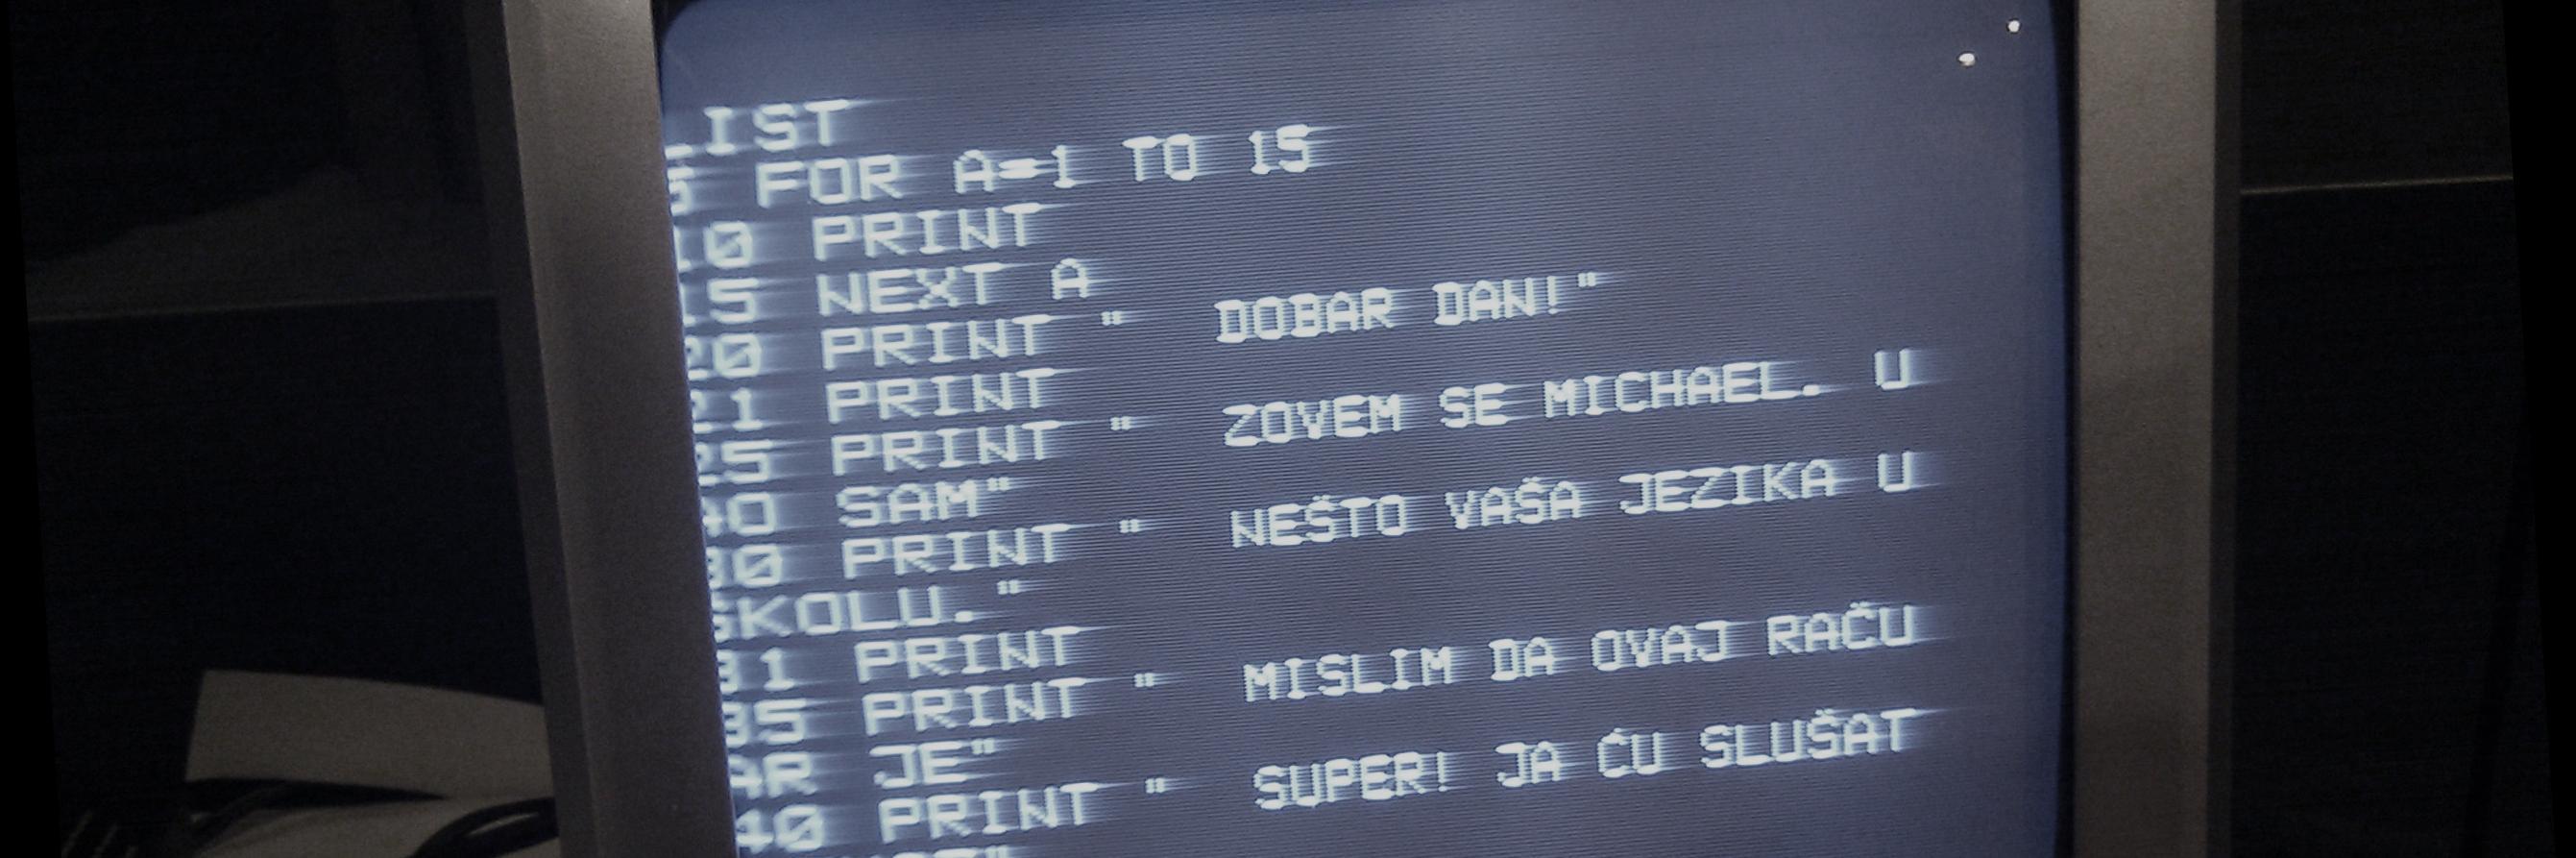 LIST
5 FOR A=1 TO 15
10 PRINT
15 NEXT A
20 PRINT "  DOBAR DAN!"
21 PRINT
25 PRINT "  ZOVEM SE MICHAEL. U
SAM"
30 PRINT "  NEŠTO VAŠA JEZIKA U
ŠKOLU."
31 PRINT
35 PRINT "  MISLIM DA OVAJ RAČU
AR JE"
40 PRINT "  SUPER! JA ĆU SLUŠAT